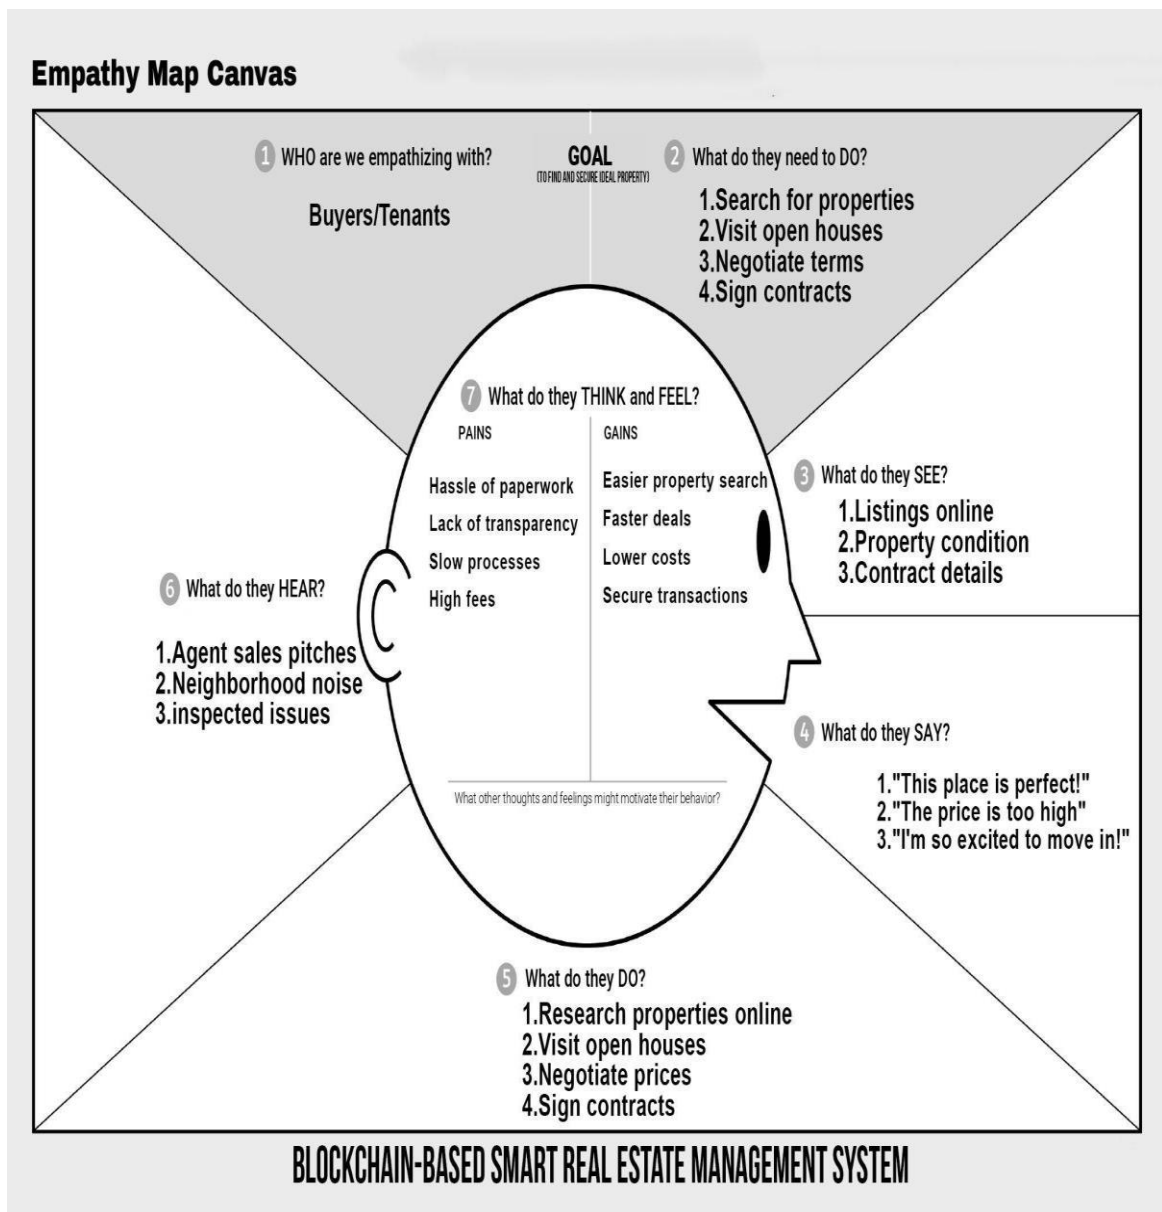 Empathy Map Canvas
1 WHO are we empathizing with?
Buyers/Tenants
GOAL
(TO FIND AND SECURE IDEAL PROPERTY)
2 What do they need to DO?
1.Search for properties
2.Visit open houses
3.Negotiate terms
4.Sign contracts
7 What do they THINK and FEEL?
PAINS
Hassle of paperwork
Lack of transparency
Slow processes
High fees
GAINS
Easier property search
Faster deals
Lower costs
Secure transactions
What other thoughts and feelings might motivate their behavior?
3 What do they SEE?
1.Listings online
2.Property condition
3.Contract details
4 What do they SAY?
1."This place is perfect!"
2."The price is too high"
3."I'm so excited to move in!"
5 What do they DO?
1.Research properties online
2.Visit open houses
3.Negotiate prices
4.Sign contracts
6 What do they HEAR?
1.Agent sales pitches
2.Neighborhood noise
3.inspected issues
BLOCKCHAIN-BASED SMART REAL ESTATE MANAGEMENT SYSTEM